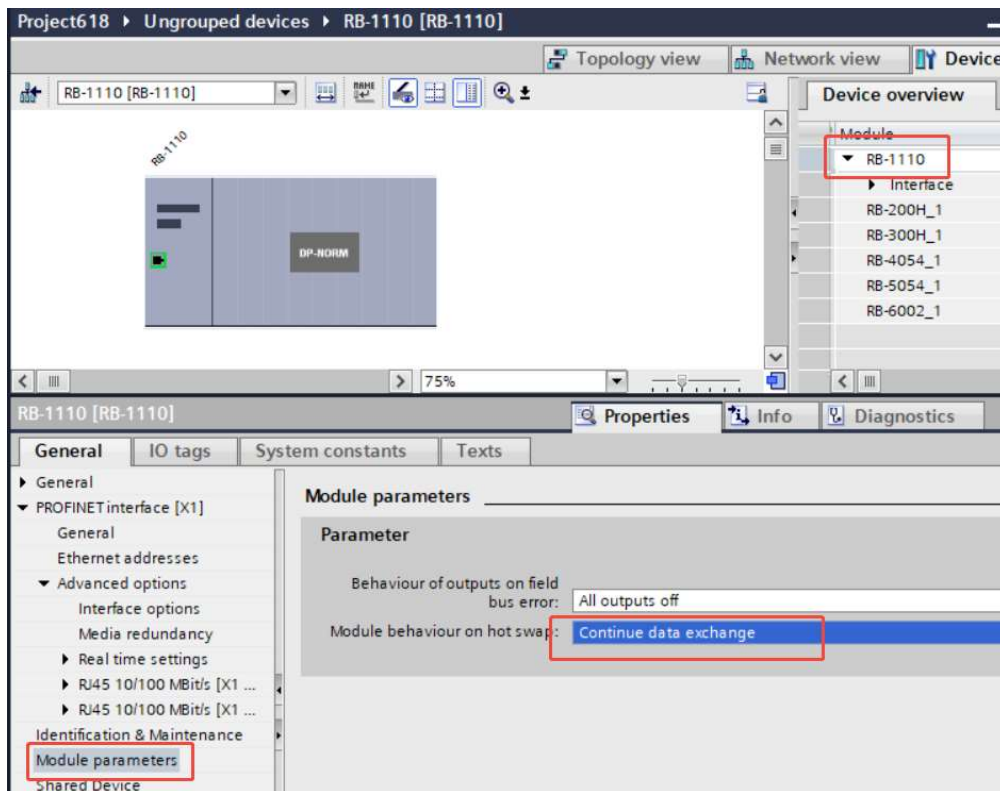 Project618 ▸ Ungrouped devices ▸ RB-1110 [RB-1110]
Topology view
Network view
Device
RB-1110 [RB-1110]
Device overview
RB-1110
DP-NORM
Module
RB-1110
Interface
RB-200H_1
RB-300H_1
RB-4054_1
RB-5054_1
RB-6002_1
75%
RB-1110 [RB-1110]
Properties
Info
Diagnostics
General
IO tags
System constants
Texts
General
PROFINET interface [X1]
General
Ethernet addresses
Advanced options
Interface options
Media redundancy
Real time settings
RJ45 10/100 MBit/s [X1 ...
RJ45 10/100 MBit/s [X1 ...
Identification & Maintenance
Module parameters
Shared Device
Module parameters
Parameter
Behaviour of outputs on field
bus error: All outputs off
Module behaviour on hot swap: Continue data exchange